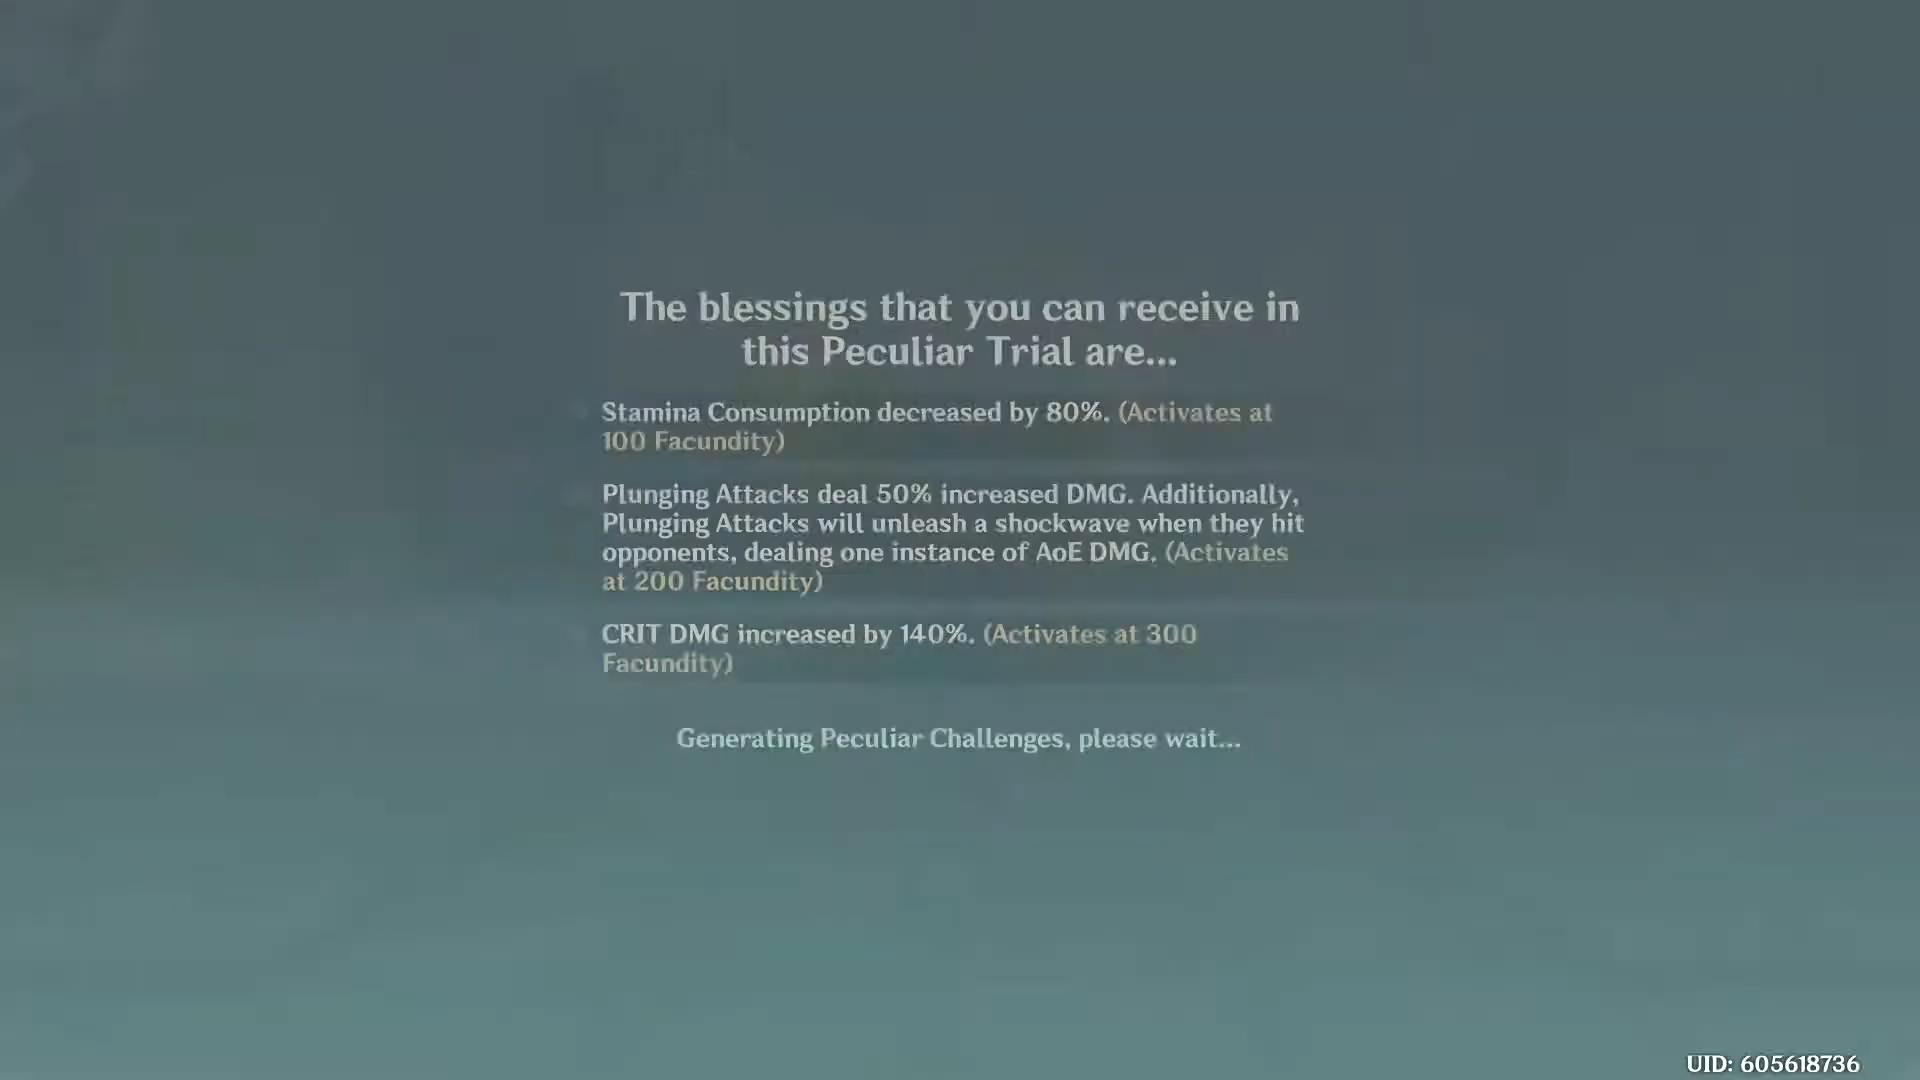 The blessings that you can receive in
this Peculiar Trial are...
Stamina Consumption decreased by 80%. (Activates at
100 Facundity)
Plunging Attacks deal 50% increased DMG. Additionally,
Plunging Attacks will unleash a shockwave when they hit
opponents, dealing one instance of AoE DMG. (Activates
at 200 Facundity)
CRIT DMG increased by 140%. (Activates at 300
Facundity)
Generating Peculiar Challenges, please wait...
UID: 605618736